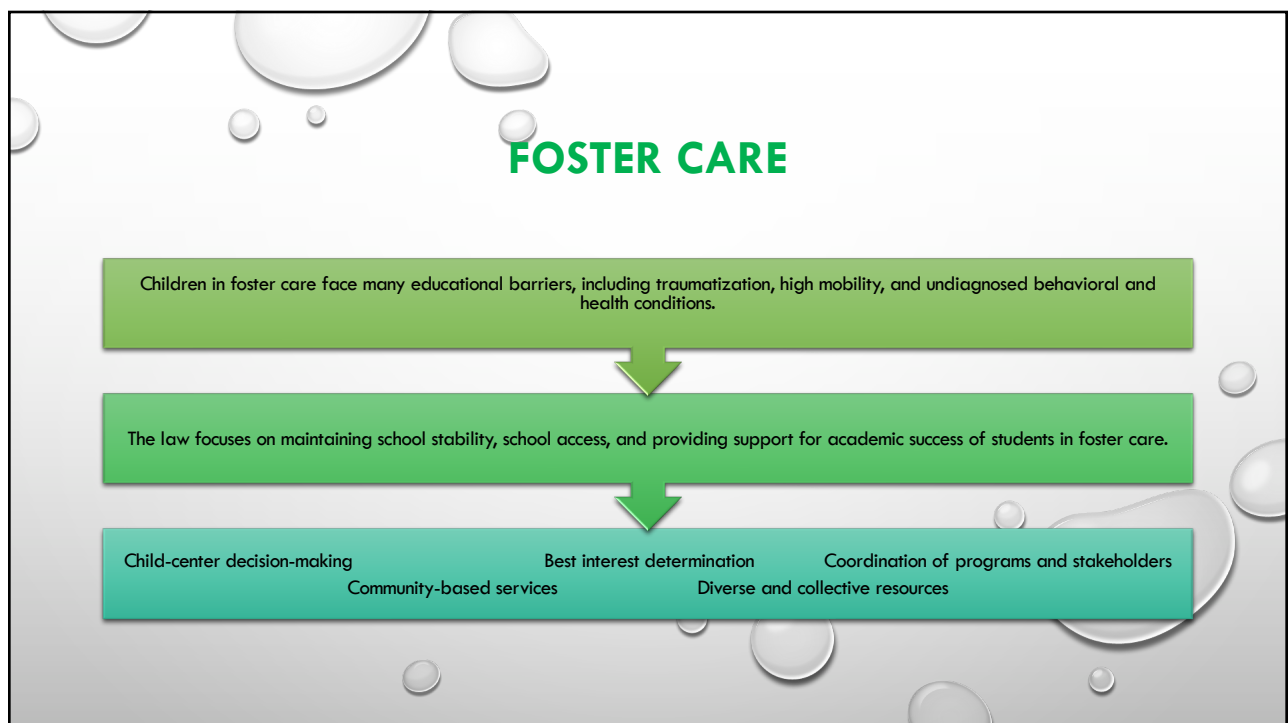 FOSTER CARE
Children in foster care face many educational barriers, including traumatization, high mobility, and undiagnosed behavioral and
health conditions.
The law focuses on maintaining school stability, school access, and providing support for academic success of students in foster care.
Child-center decision-making Best interest determination Coordination of programs and stakeholders
Community-based services Diverse and collective resources